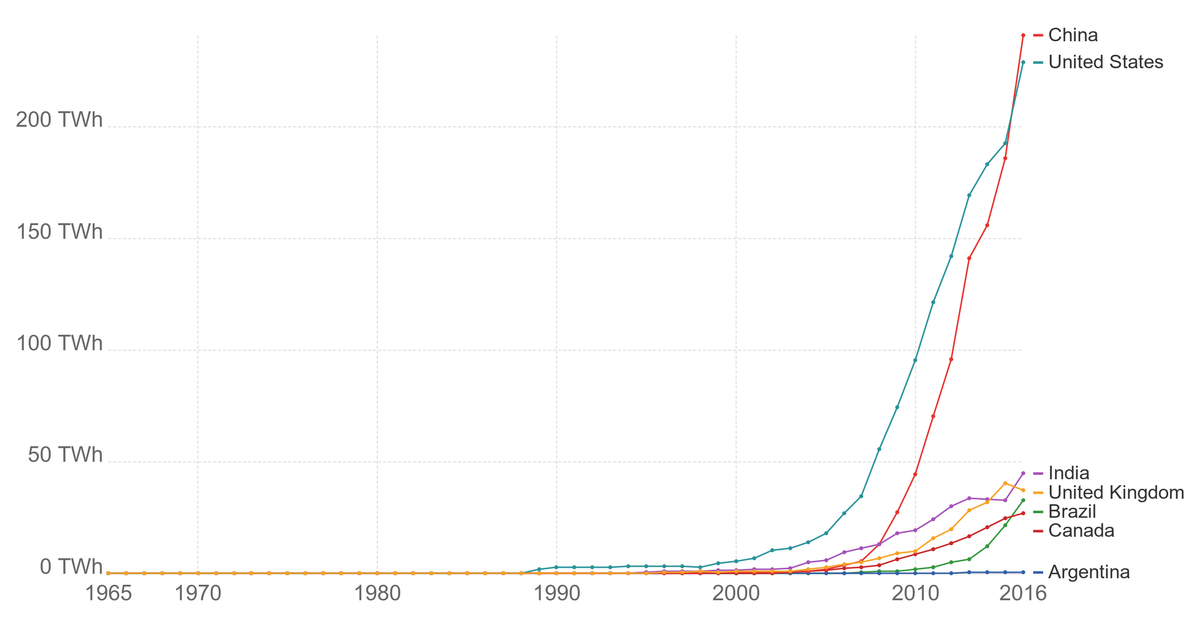 China
United States
200 TWh
150 TWh
100 TWh
50 TWh
India
United Kingdom
Brazil
Canada
0 TWh
Argentina
1965 1970 1980 1990 2000 2010 2016